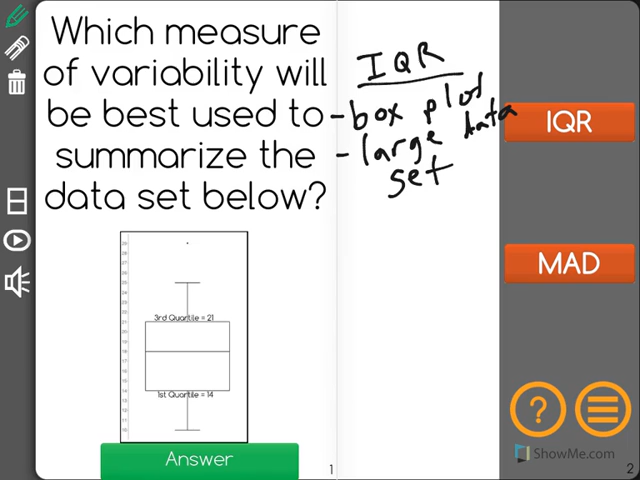 Which measure
of variability will
be best used to
summarize the
data set below?
3rd Quartile = 21
1st Quartile = 14
Answer
1
IQR
- box plot
- large data
set
IQR
MAD
?
ShowMe.com
2